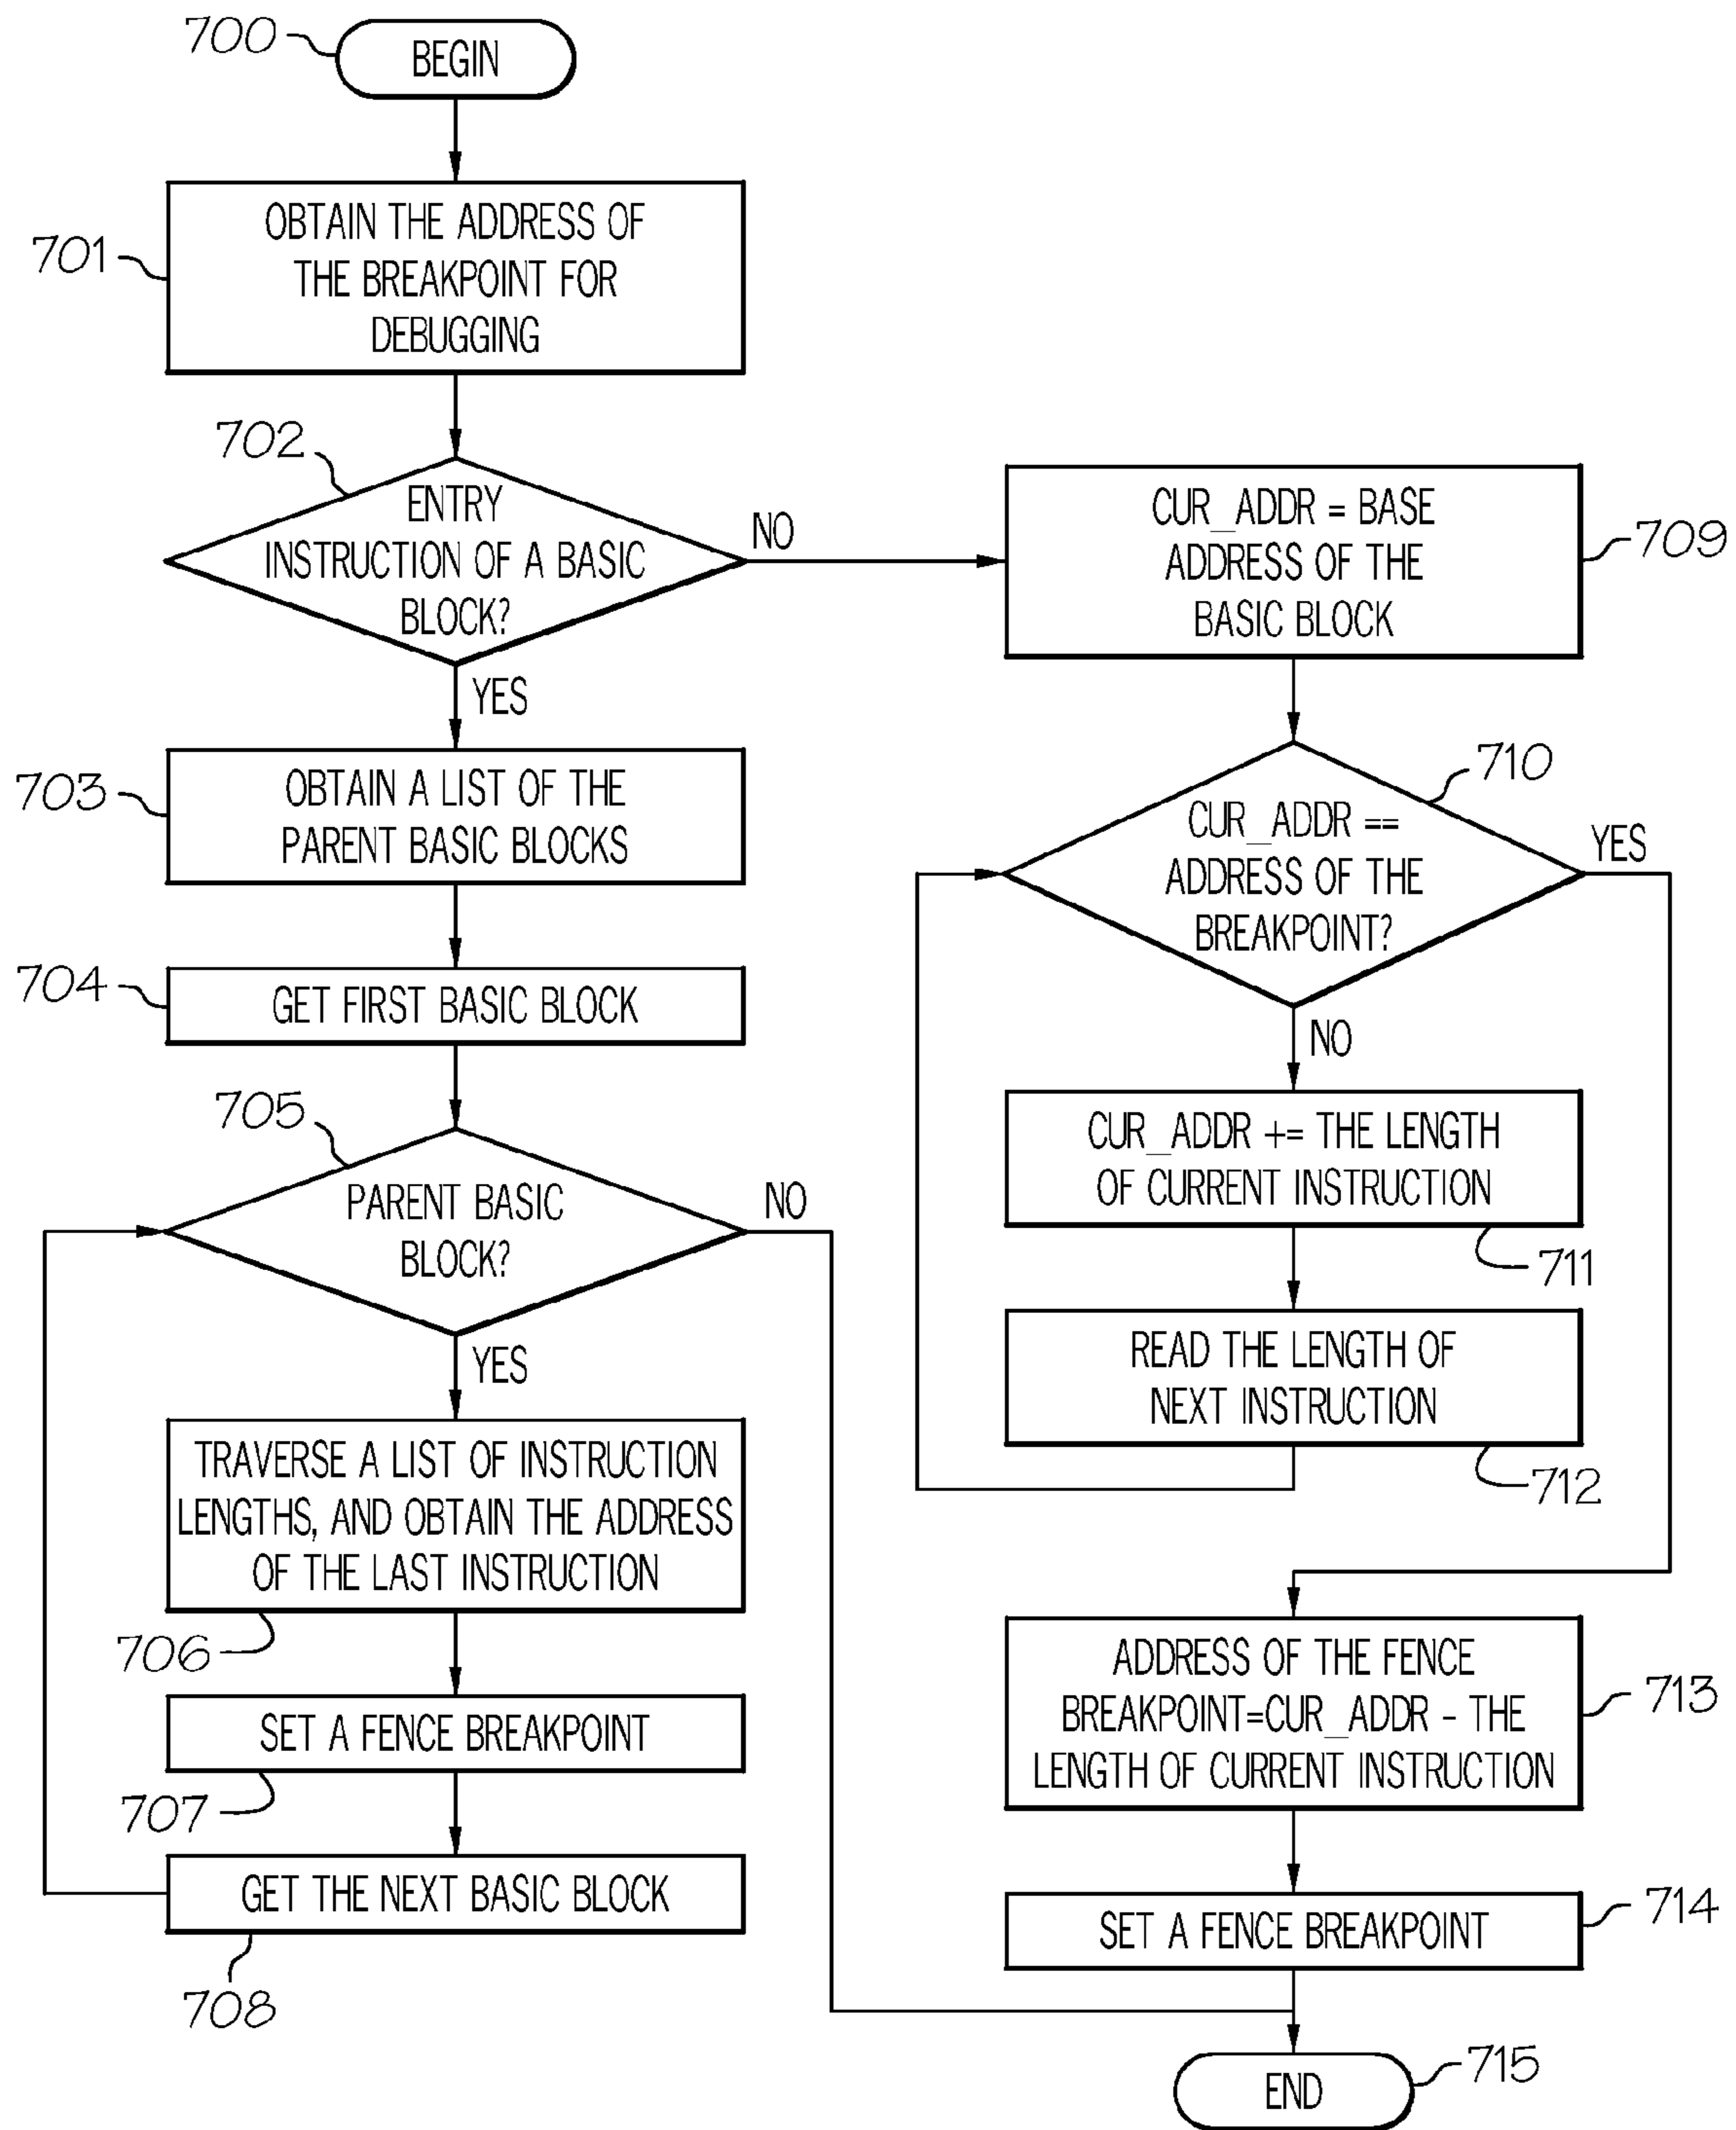 700
BEGIN
701
OBTAIN THE ADDRESS OF
THE BREAKPOINT FOR
DEBUGGING
702
ENTRY
INSTRUCTION OF A BASIC
BLOCK?
NO
YES
703
OBTAIN A LIST OF THE
PARENT BASIC BLOCKS
704
GET FIRST BASIC BLOCK
705
PARENT BASIC
BLOCK?
NO
YES
TRAVERSE A LIST OF INSTRUCTION
LENGTHS, AND OBTAIN THE ADDRESS
OF THE LAST INSTRUCTION
706
SET A FENCE BREAKPOINT
707
GET THE NEXT BASIC BLOCK
708
CUR_ADDR = BASE
ADDRESS OF THE
BASIC BLOCK
709
710
CUR_ADDR ==
ADDRESS OF THE
BREAKPOINT?
YES
NO
CUR_ADDR += THE LENGTH
OF CURRENT INSTRUCTION
711
READ THE LENGTH OF
NEXT INSTRUCTION
712
ADDRESS OF THE FENCE
BREAKPOINT=CUR_ADDR - THE
LENGTH OF CURRENT INSTRUCTION
713
SET A FENCE BREAKPOINT
714
END
715